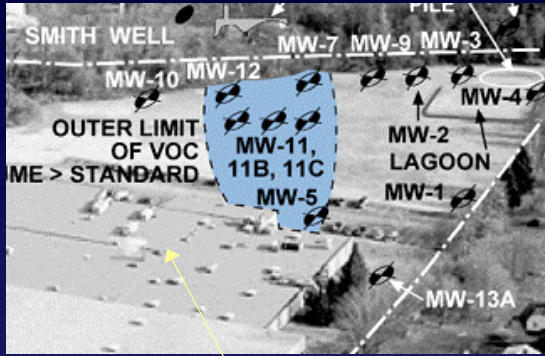 PILE
SMITH WELL
MW-7 MW-9 MW-3
MW-10
MW-12
MW-4
OUTER LIMIT
OF VOC
UME > STANDARD
MW-11,
11B, 11C
MW-2
LAGOON
MW-5
MW-1
MW-13A